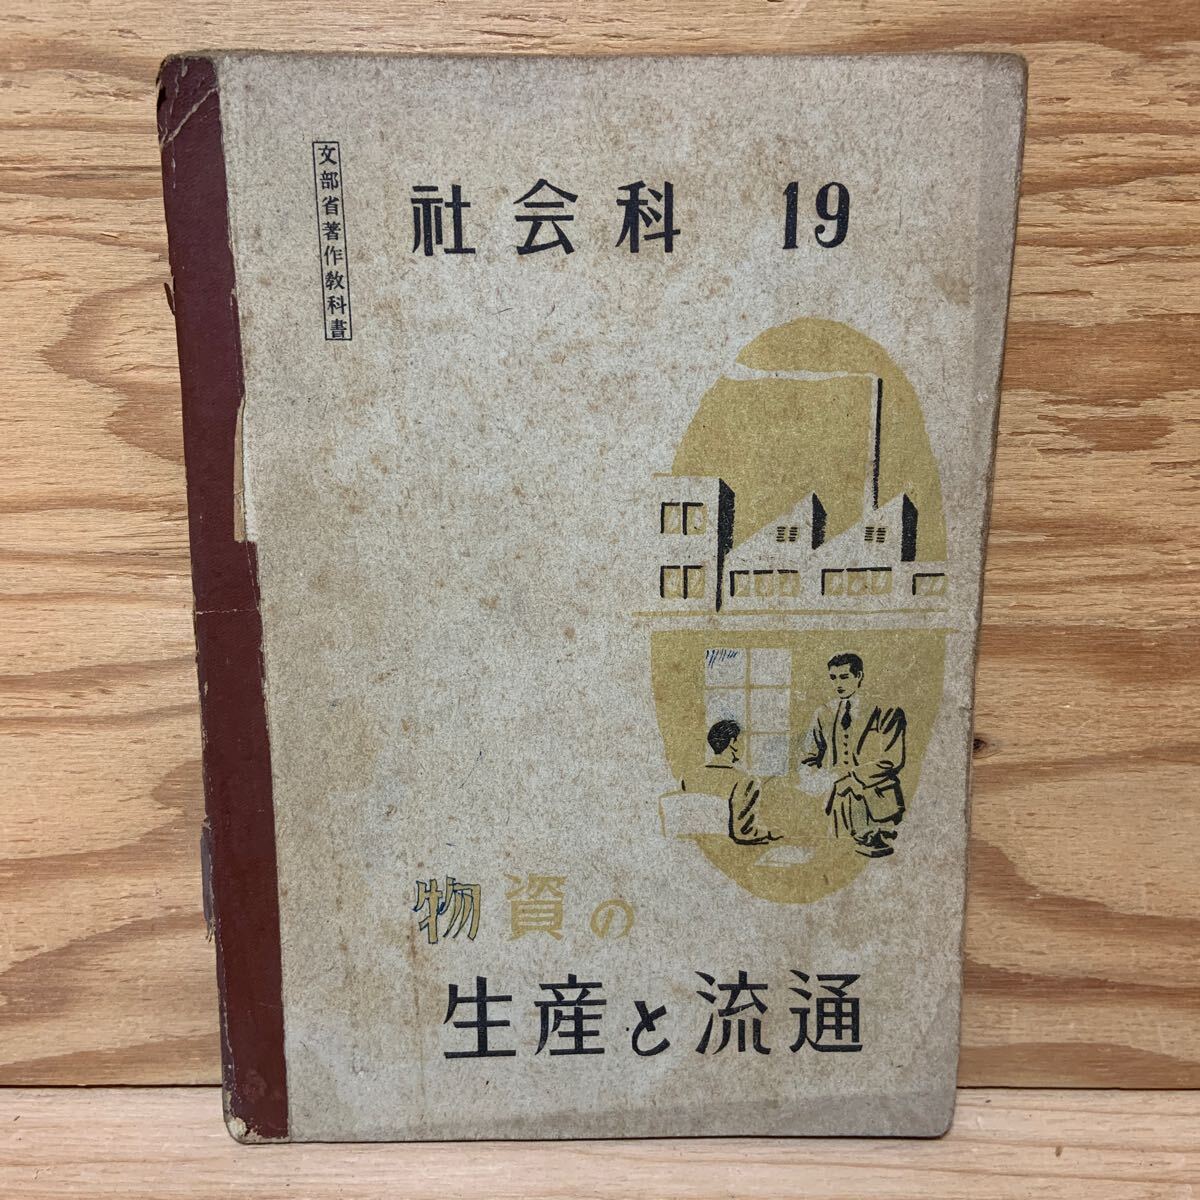 社会科 19
文部省著作教科書
物資の
生産と流通